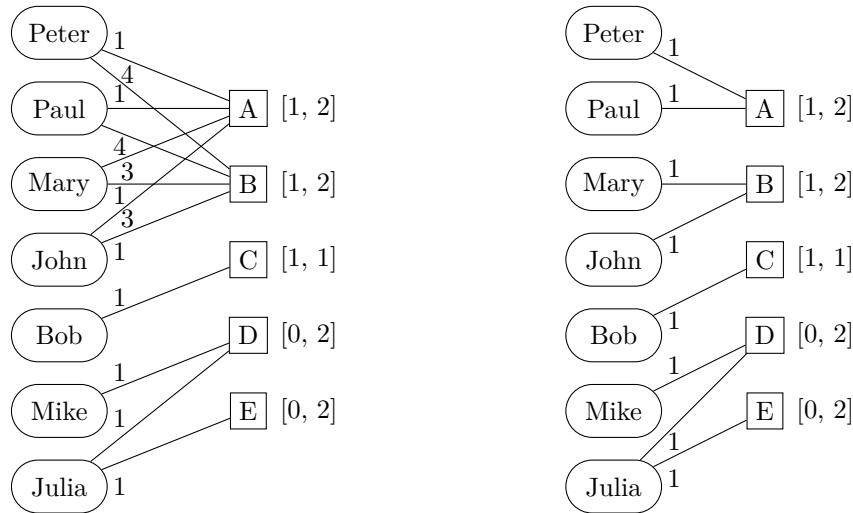 Peter
1
4
Paul
1
A [1, 2]
4
Mary
3
1
B [1, 2]
3
John
1
C [1, 1]
1
Bob
D [0, 2]
1
Mike
1
E [0, 2]
Julia
1
Peter
1
Paul
1
A [1, 2]
Mary
1
B [1, 2]
John
1
C [1, 1]
Bob
1
D [0, 2]
Mike
1
E [0, 2]
1
Julia
1